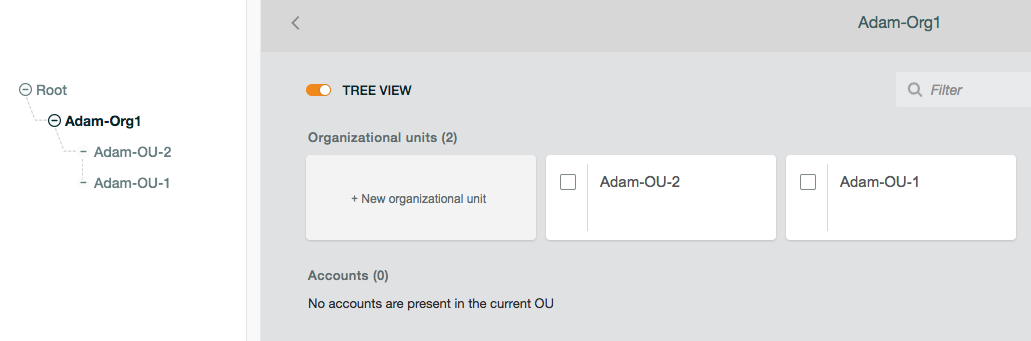 Root
Adam-Org1
Adam-OU-2
Adam-OU-1
Adam-Org1
TREE VIEW
Filter
Organizational units (2)
+ New organizational unit
Adam-OU-2
Adam-OU-1
Accounts (0)
No accounts are present in the current OU